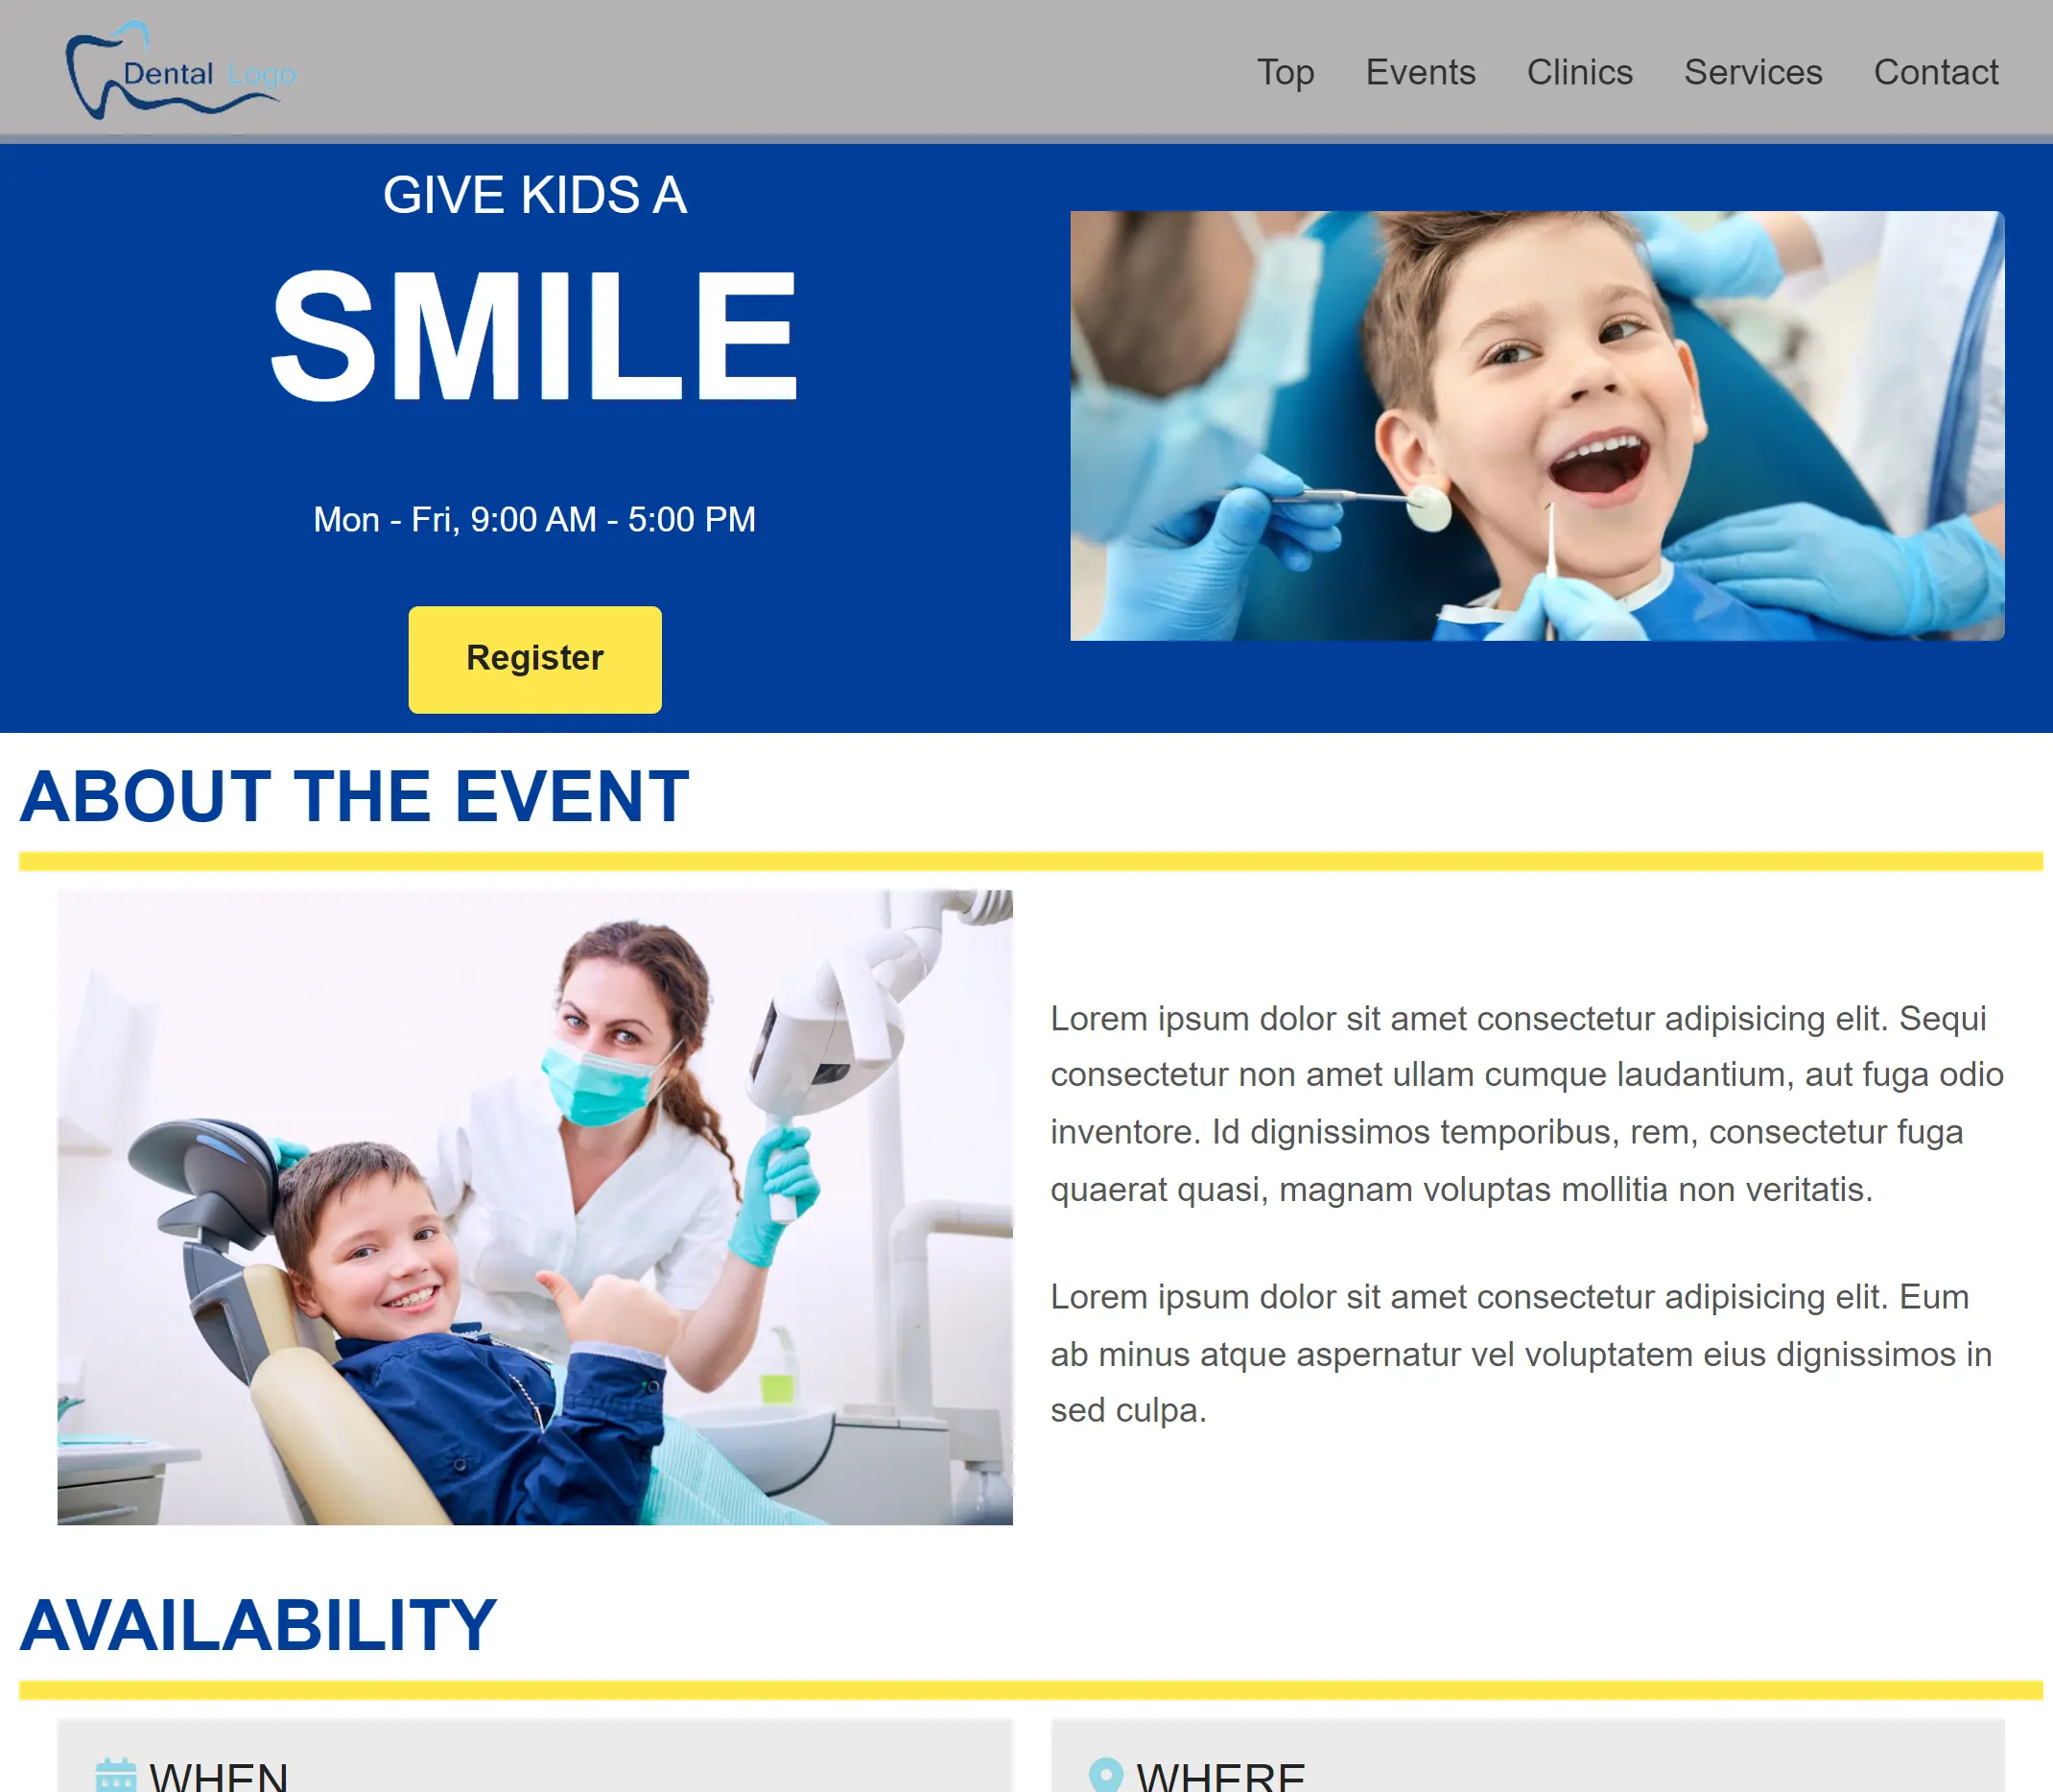 Dental Logo
Top Events Clinics Services Contact
GIVE KIDS A
SMILE
Mon - Fri, 9:00 AM - 5:00 PM
Register
ABOUT THE EVENT
Lorem ipsum dolor sit amet consectetur adipisicing elit. Sequi
consectetur non amet ullam cumque laudantium, aut fuga odio
inventore. Id dignissimos temporibus, rem, consectetur fuga
quaerat quasi, magnam voluptas mollitia non veritatis.
Lorem ipsum dolor sit amet consectetur adipisicing elit. Eum
ab minus atque aspernatur vel voluptatem eius dignissimos in
sed culpa.
AVAILABILITY
WHEN
WHERE